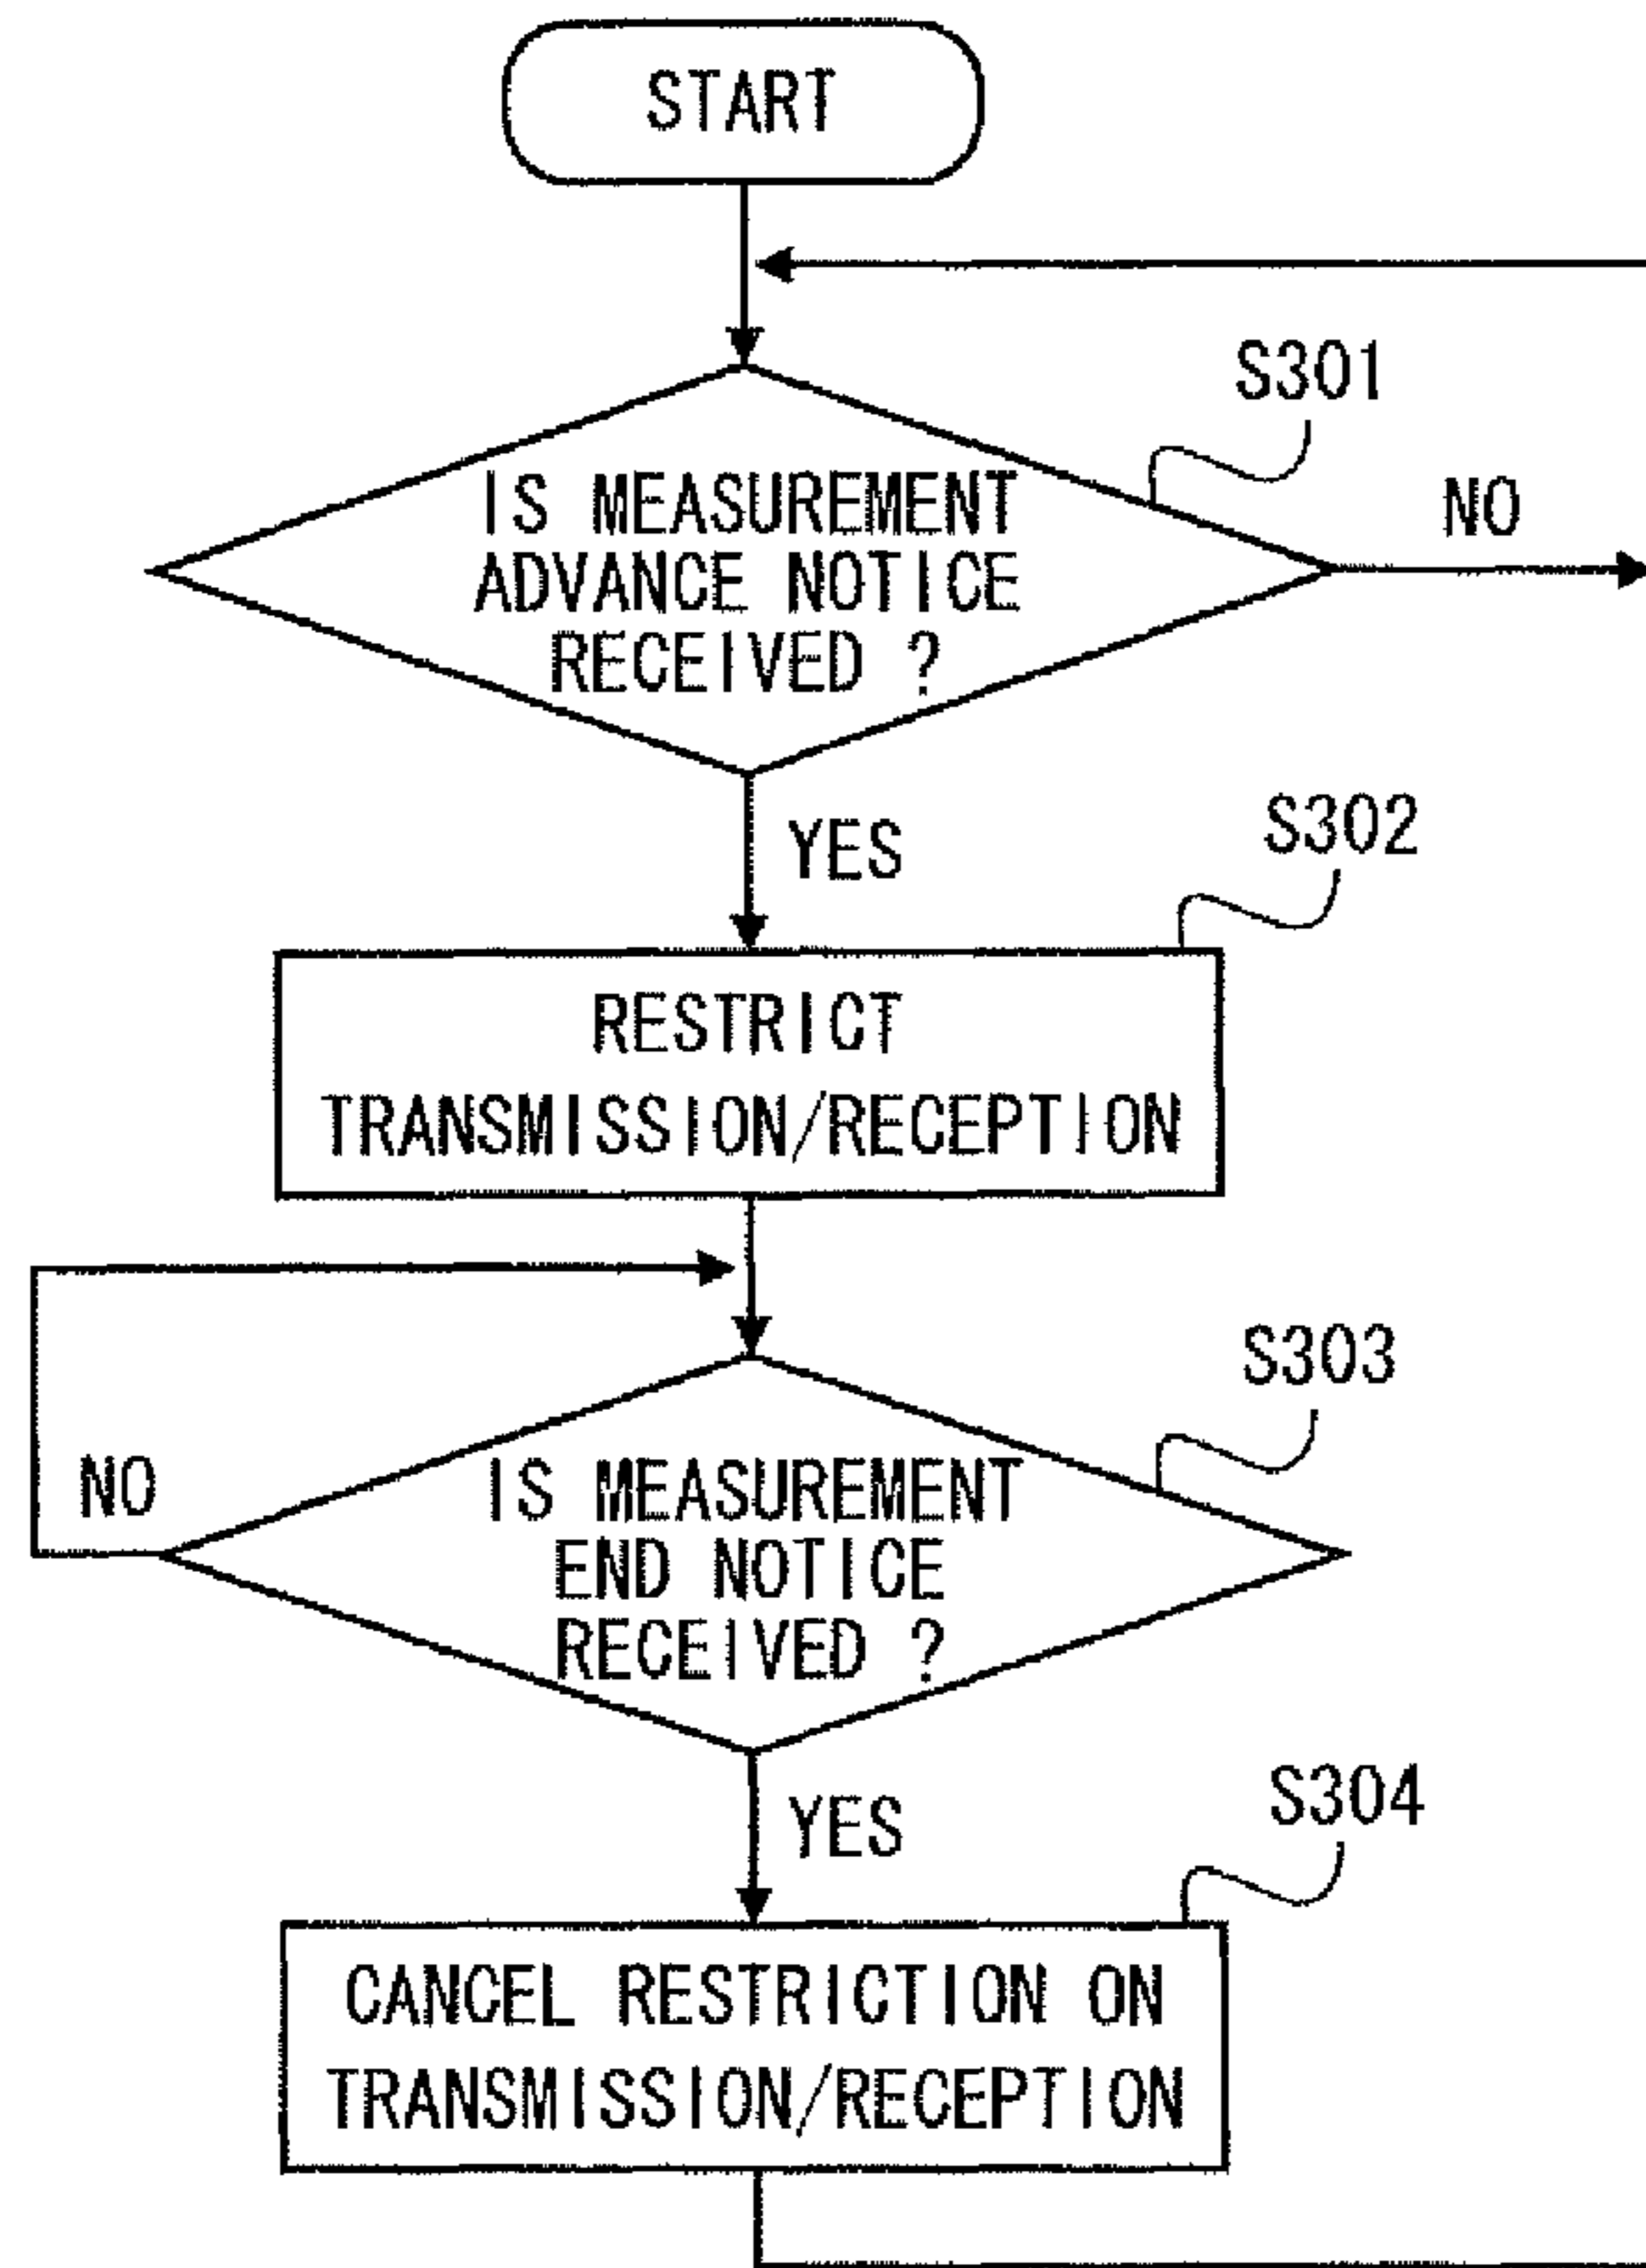 START
S301
IS MEASUREMENT
ADVANCE NOTICE
RECEIVED ?
NO
YES
S302
RESTRICT
TRANSMISSION/RECEPTION
S303
NO
IS MEASUREMENT
END NOTICE
RECEIVED ?
YES
S304
CANCEL RESTRICTION ON
TRANSMISSION/RECEPTION